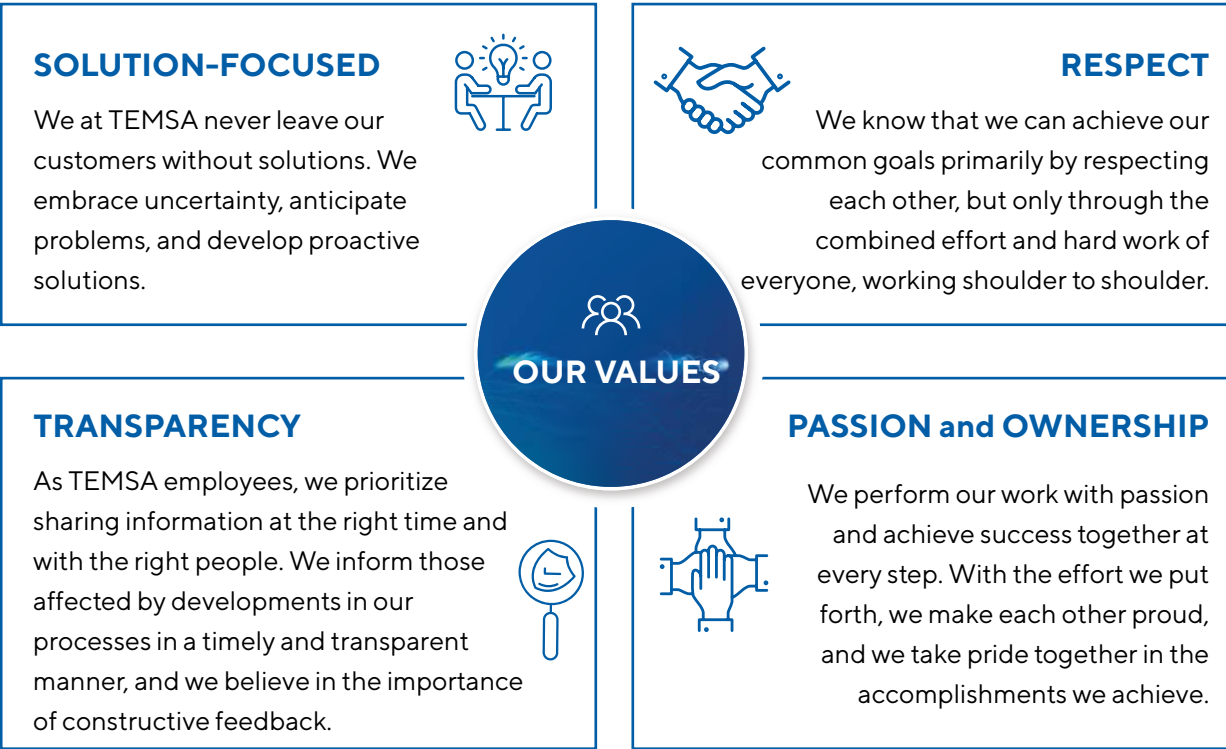 SOLUTION-FOCUSED
We at TEMSA never leave our
customers without solutions. We
embrace uncertainty, anticipate
problems, and develop proactive
solutions.
RESPECT
We know that we can achieve our
common goals primarily by respecting
each other, but only through the
combined effort and hard work of
everyone, working shoulder to shoulder.
OUR VALUES
TRANSPARENCY
As TEMSA employees, we prioritize
sharing information at the right time and
with the right people. We inform those
affected by developments in our
processes in a timely and transparent
manner, and we believe in the importance
of constructive feedback.
PASSION and OWNERSHIP
We perform our work with passion
and achieve success together at
every step. With the effort we put
forth, we make each other proud,
and we take pride together in the
accomplishments we achieve.